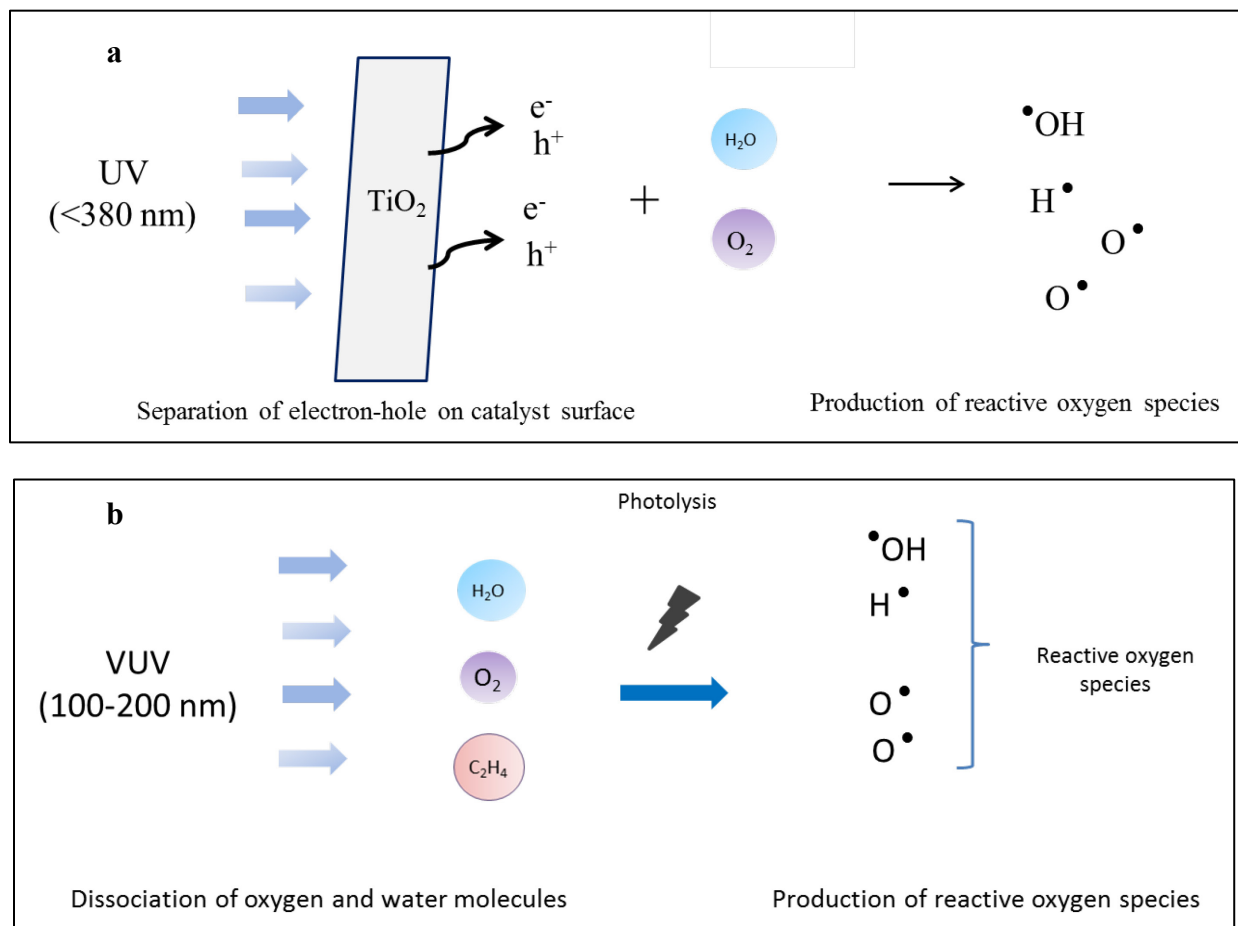 a
UV
(<380 nm)
TiO₂
e⁻
h⁺
e⁻
h⁺
+
H₂O
O₂
•OH
H•
O•
O•
Separation of electron-hole on catalyst surface
Production of reactive oxygen species
b
VUV
(100-200 nm)
H₂O
O₂
C₂H₄
Photolysis
•OH
H•
O•
O•
Reactive oxygen
species
Dissociation of oxygen and water molecules
Production of reactive oxygen species